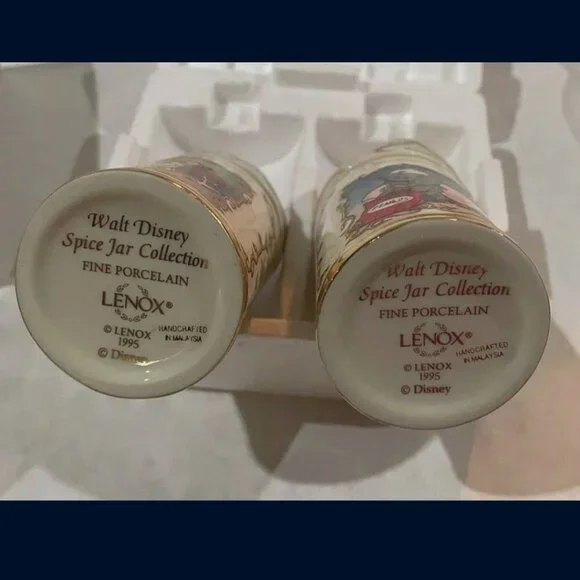 Walt Disney
Spice Jar Collection
FINE PORCELAIN
LENOX®
HANDCRAFTED
IN MALAYSIA
© LENOX
1995
© Disney
Walt Disney
Spice Jar Collection
FINE PORCELAIN
LENOX®
HANDCRAFTED
IN MALAYSIA
© LENOX
1995
© Disney